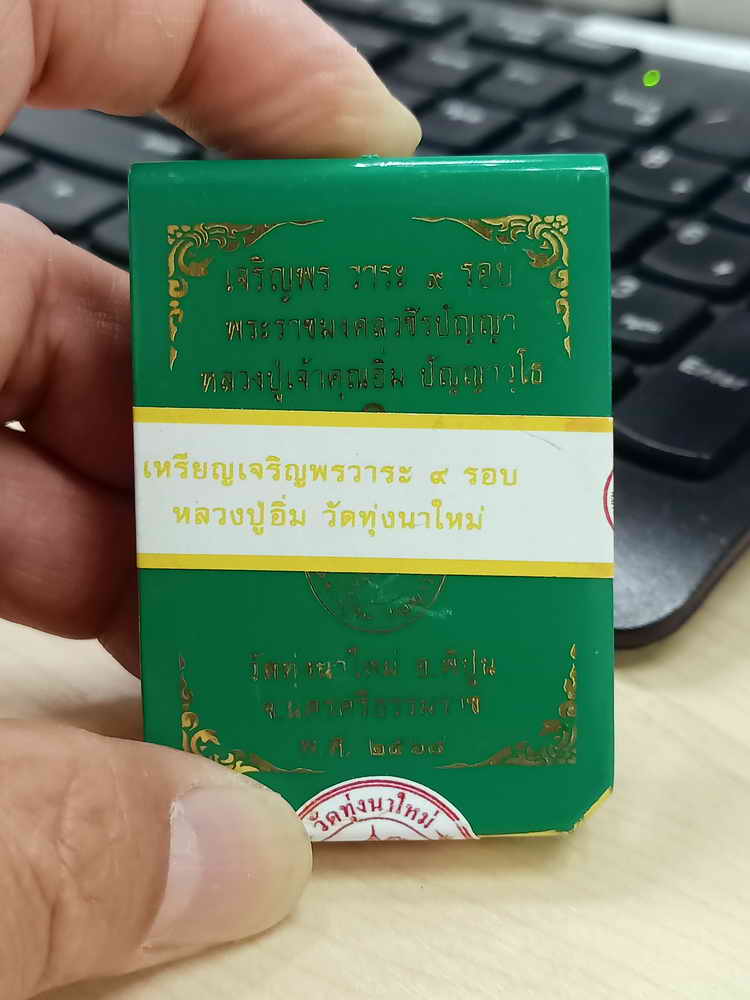 เจริญพร วาระ ๙ รอบ
พระราชมงคลวชิรปัญญา
หลวงปู่เจ้าคุณอิ่ม ปัญญาวุโธ
เหรียญเจริญพรวาระ ๙ รอบ
หลวงปู่อิ่ม วัดทุ่งนาใหม่
วัดทุ่งนาใหม่ อ.พิปูน
จ.นครศรีธรรมราช
พ.ศ. ๒๕๖๗
วัดทุ่งนาใหม่
Enter